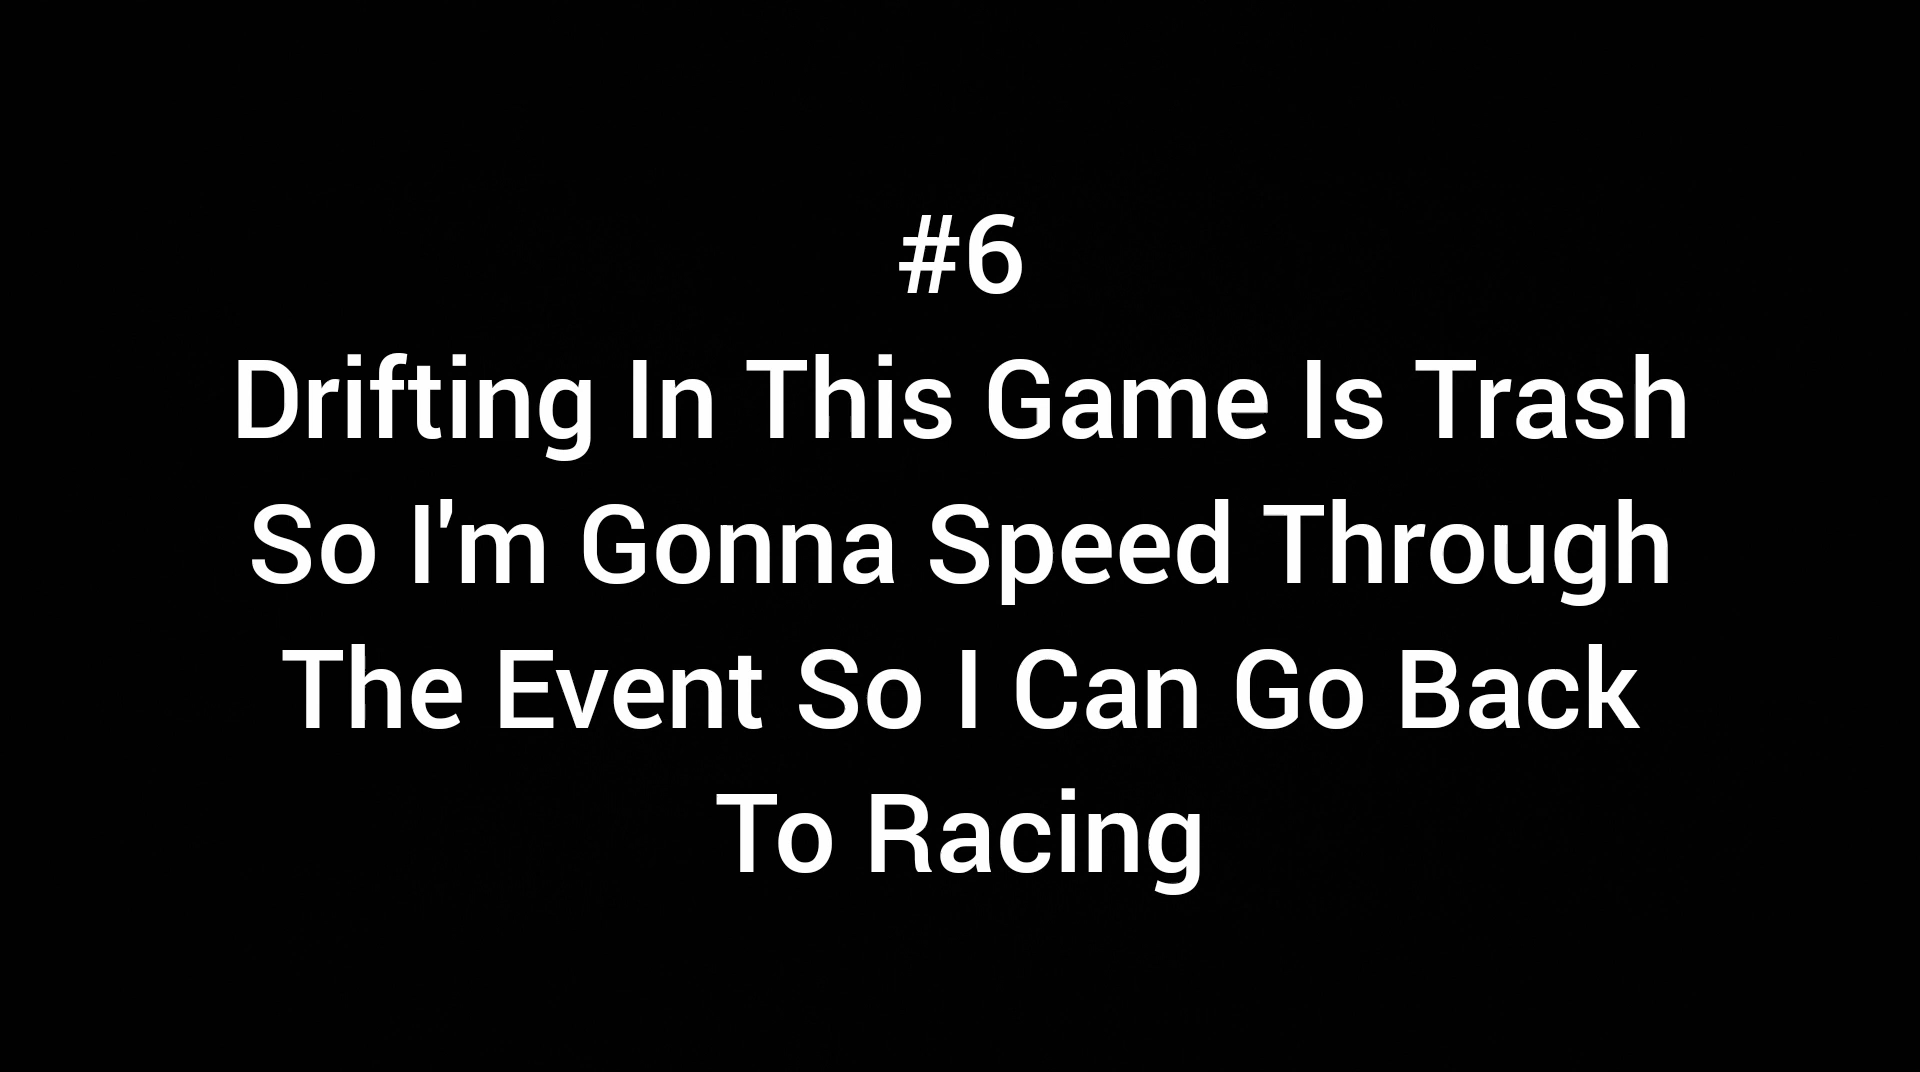 #6
Drifting In This Game Is Trash
So I'm Gonna Speed Through
The Event So I Can Go Back
To Racing